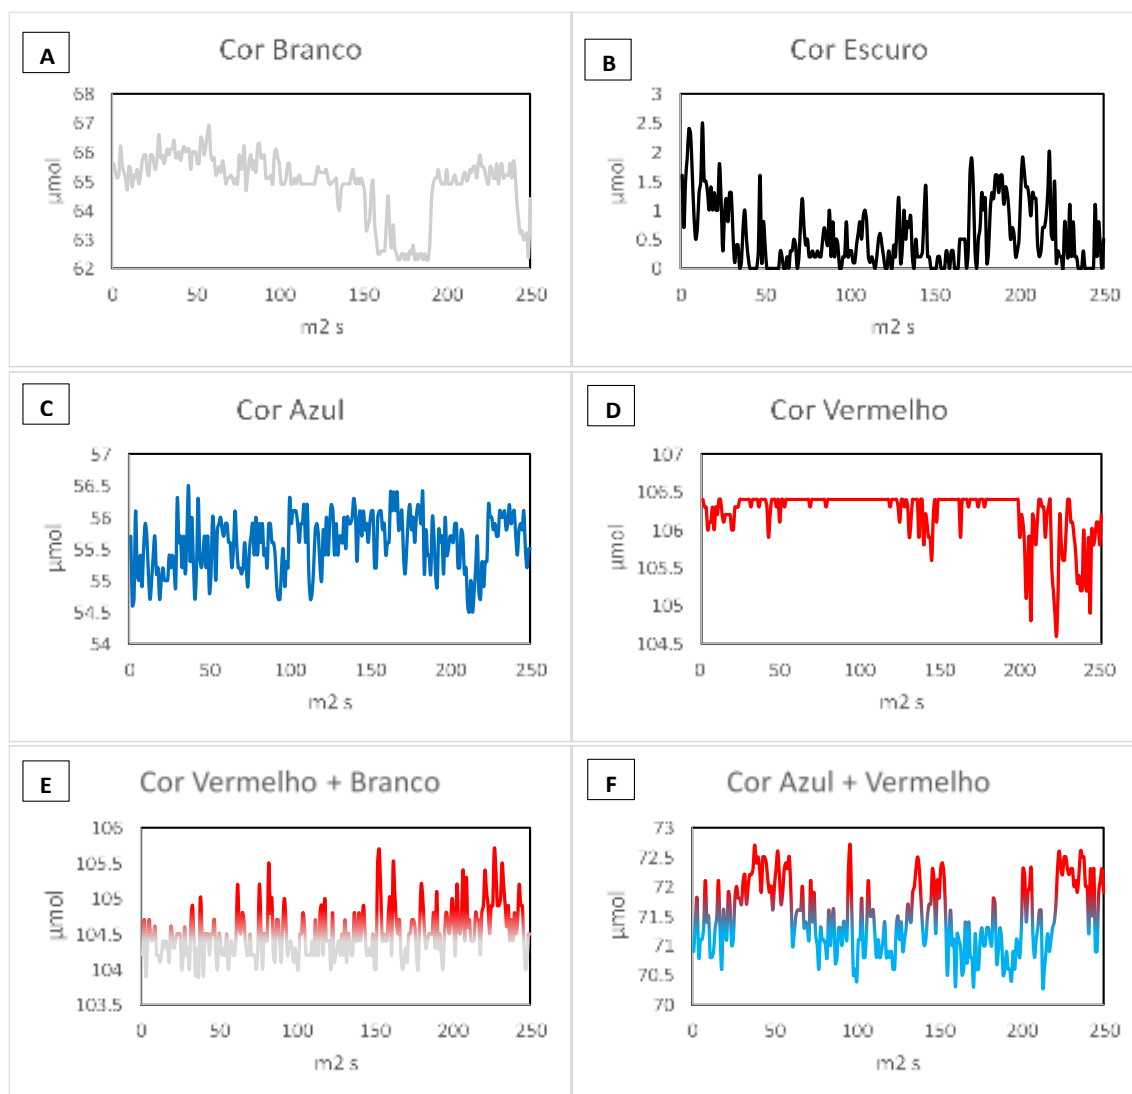 A
Cor Branco
68
67
66
65
64
63
62
µmol
0 50 100 150 200 250
m2 s
B
Cor Escuro
3
2.5
2
1.5
1
0.5
0
µmol
0 50 100 150 200 250
m2 s
C
Cor Azul
57
56.5
56
55.5
55
54.5
54
µmol
0 50 100 150 200 250
m2 s
D
Cor Vermelho
107
106.5
106
105.5
105
104.5
µmol
0 50 100 150 200 250
m2 s
E
Cor Vermelho + Branco
106
105.5
105
104.5
104
103.5
µmol
0 50 100 150 200 250
m2 s
F
Cor Azul + Vermelho
73
72.5
72
71.5
71
70.5
70
µmol
0 50 100 150 200 250
m2 s